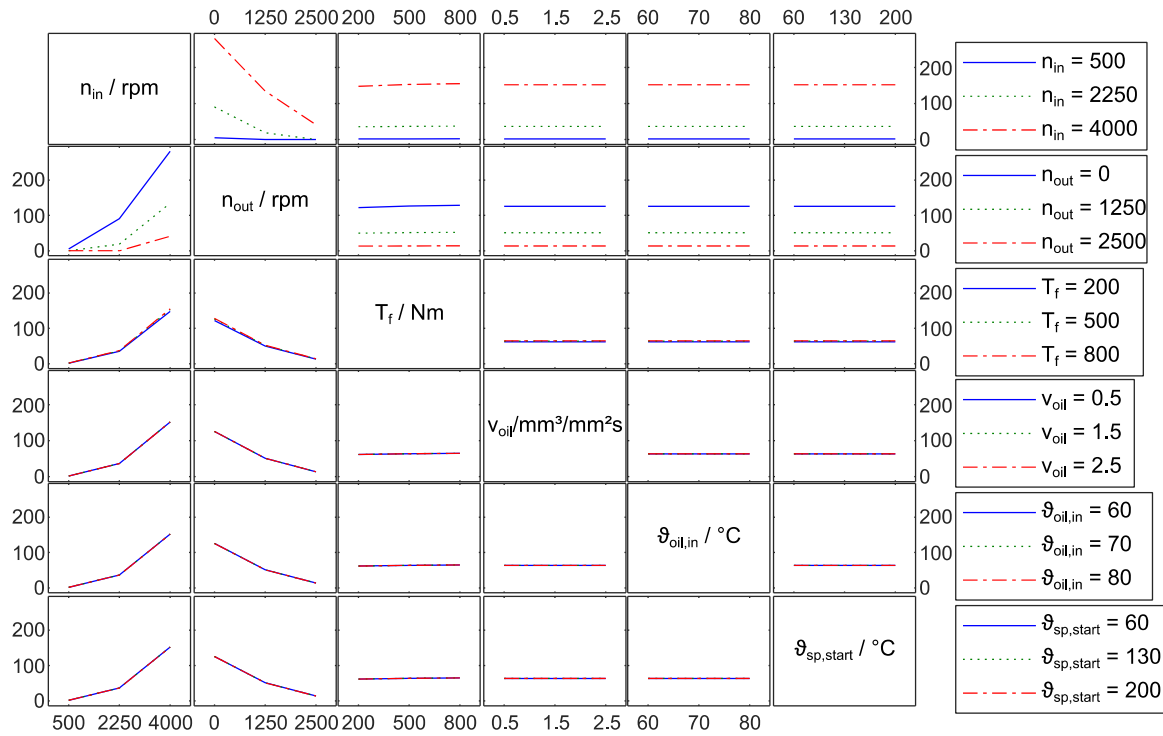 0 1250 2500 200 500 800 0.5 1.5 2.5 60 70 80 60 130 200
n_in / rpm
200
100
0
n_in = 500
n_in = 2250
n_in = 4000
200
100
0
n_out / rpm
n_out = 0
n_out = 1250
n_out = 2500
200
100
0
T_f / Nm
200
100
0
T_f = 200
T_f = 500
T_f = 800
200
100
0
v_oil/mm³/mm²s
v_oil = 0.5
v_oil = 1.5
v_oil = 2.5
200
100
0
ϑ_oil,in / °C
200
100
0
ϑ_oil,in = 60
ϑ_oil,in = 70
ϑ_oil,in = 80
200
100
0
ϑ_sp,start / °C
ϑ_sp,start = 60
ϑ_sp,start = 130
ϑ_sp,start = 200
500 2250 4000 0 1250 2500 200 500 800 0.5 1.5 2.5 60 70 80